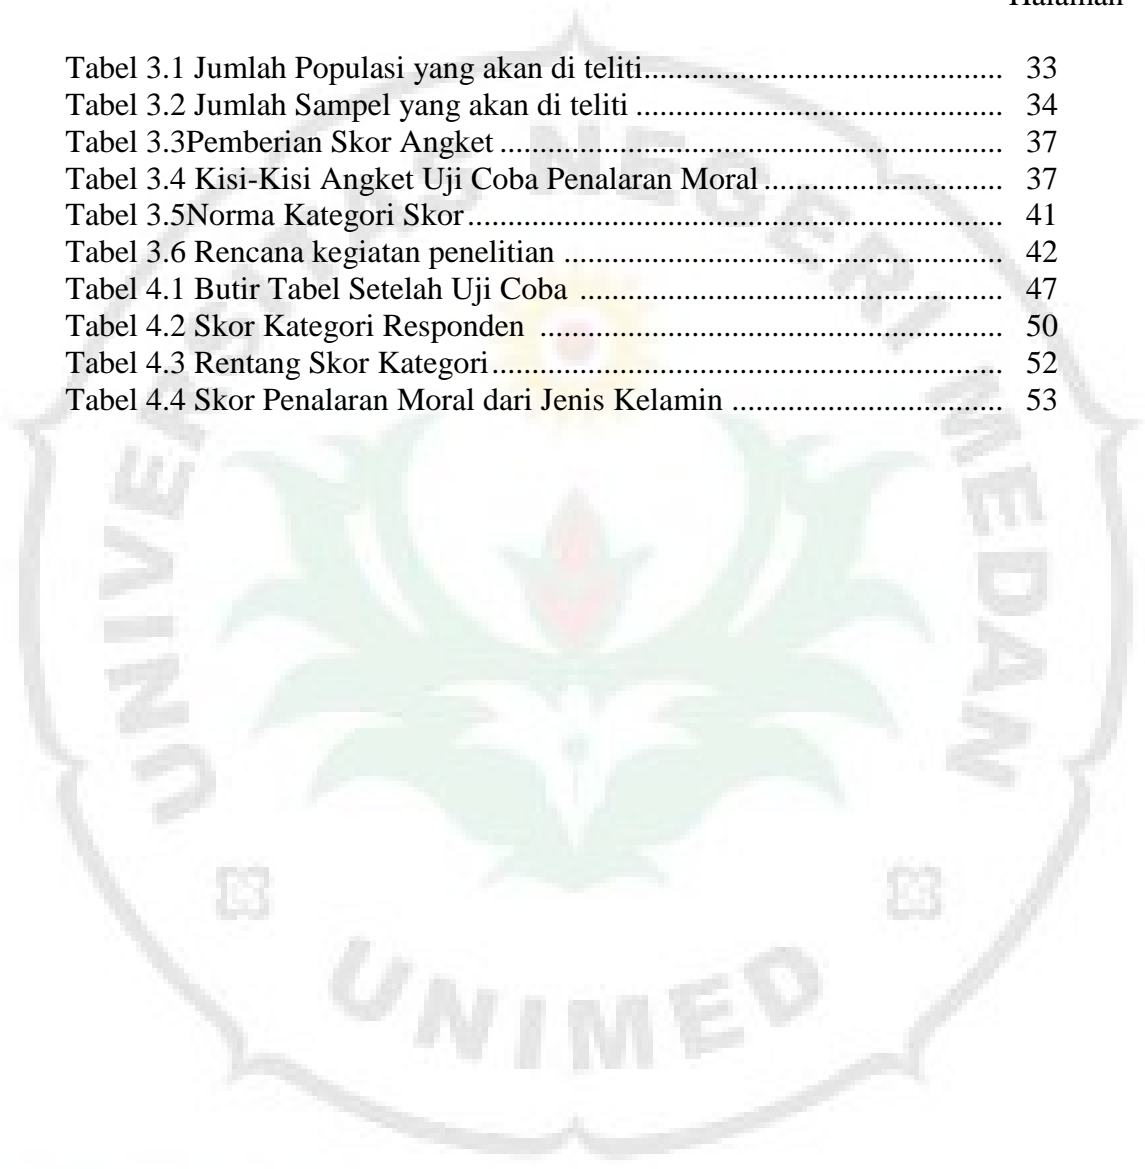 Halaman
Tabel 3.1 Jumlah Populasi yang akan di teliti............................................. 33
Tabel 3.2 Jumlah Sampel yang akan di teliti .............................................. 34
Tabel 3.3Pemberian Skor Angket ............................................................... 37
Tabel 3.4 Kisi-Kisi Angket Uji Coba Penalaran Moral .............................. 37
Tabel 3.5Norma Kategori Skor................................................................... 41
Tabel 3.6 Rencana kegiatan penelitian ....................................................... 42
Tabel 4.1 Butir Tabel Setelah Uji Coba ..................................................... 47
Tabel 4.2 Skor Kategori Responden .......................................................... 50
Tabel 4.3 Rentang Skor Kategori................................................................ 52
Tabel 4.4 Skor Penalaran Moral dari Jenis Kelamin .................................. 53
UNIVERSITAS NEGERI MEDAN
UNIMED